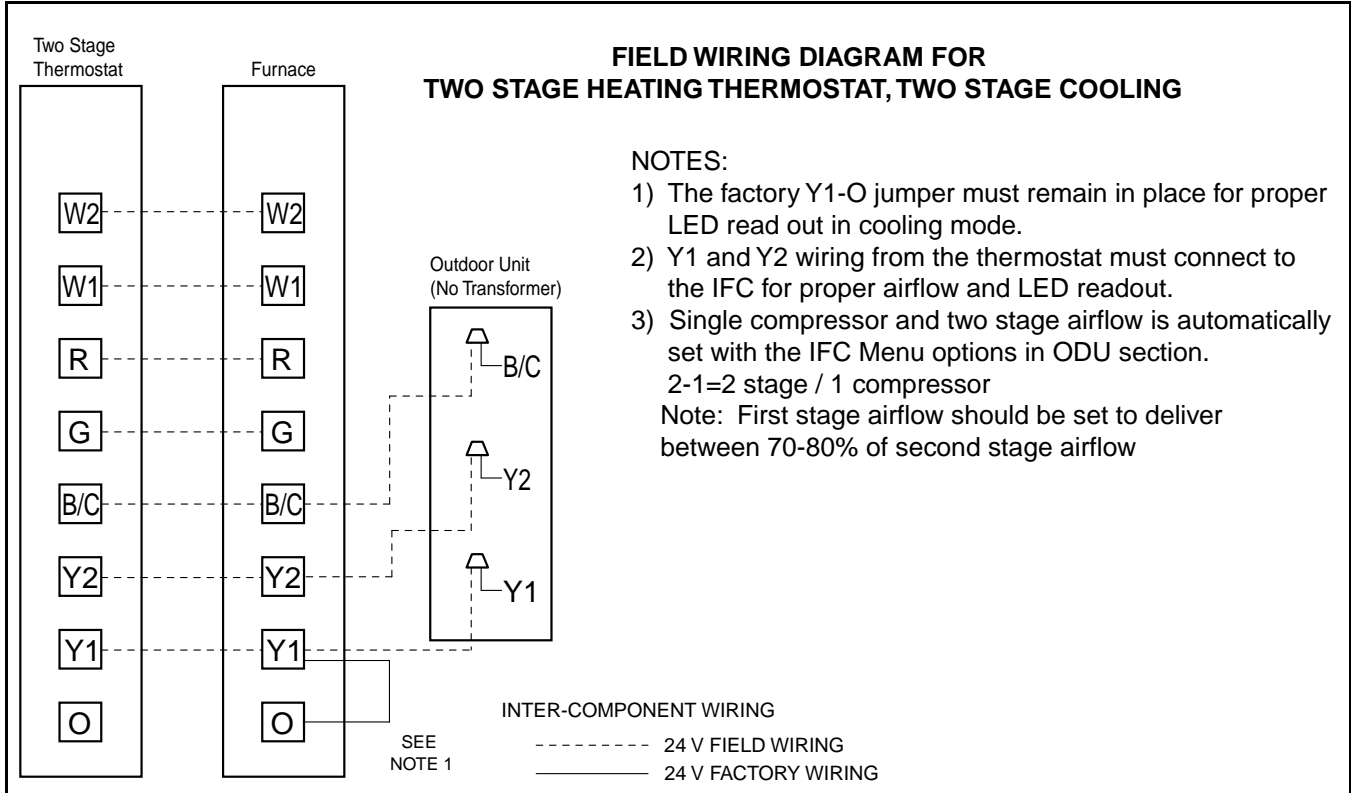 Two Stage
Thermostat
Furnace
FIELD WIRING DIAGRAM FOR
TWO STAGE HEATING THERMOSTAT, TWO STAGE COOLING
NOTES:
1) The factory Y1-O jumper must remain in place for proper
LED read out in cooling mode.
2) Y1 and Y2 wiring from the thermostat must connect to
the IFC for proper airflow and LED readout.
3) Single compressor and two stage airflow is automatically
set with the IFC Menu options in ODU section.
2-1=2 stage / 1 compressor
Note: First stage airflow should be set to deliver
between 70-80% of second stage airflow
W2
W1
R
G
B/C
Y2
Y1
O
W2
W1
R
G
B/C
Y2
Y1
O
Outdoor Unit
(No Transformer)
B/C
Y2
Y1
SEE
NOTE 1
INTER-COMPONENT WIRING
24 V FIELD WIRING
24 V FACTORY WIRING